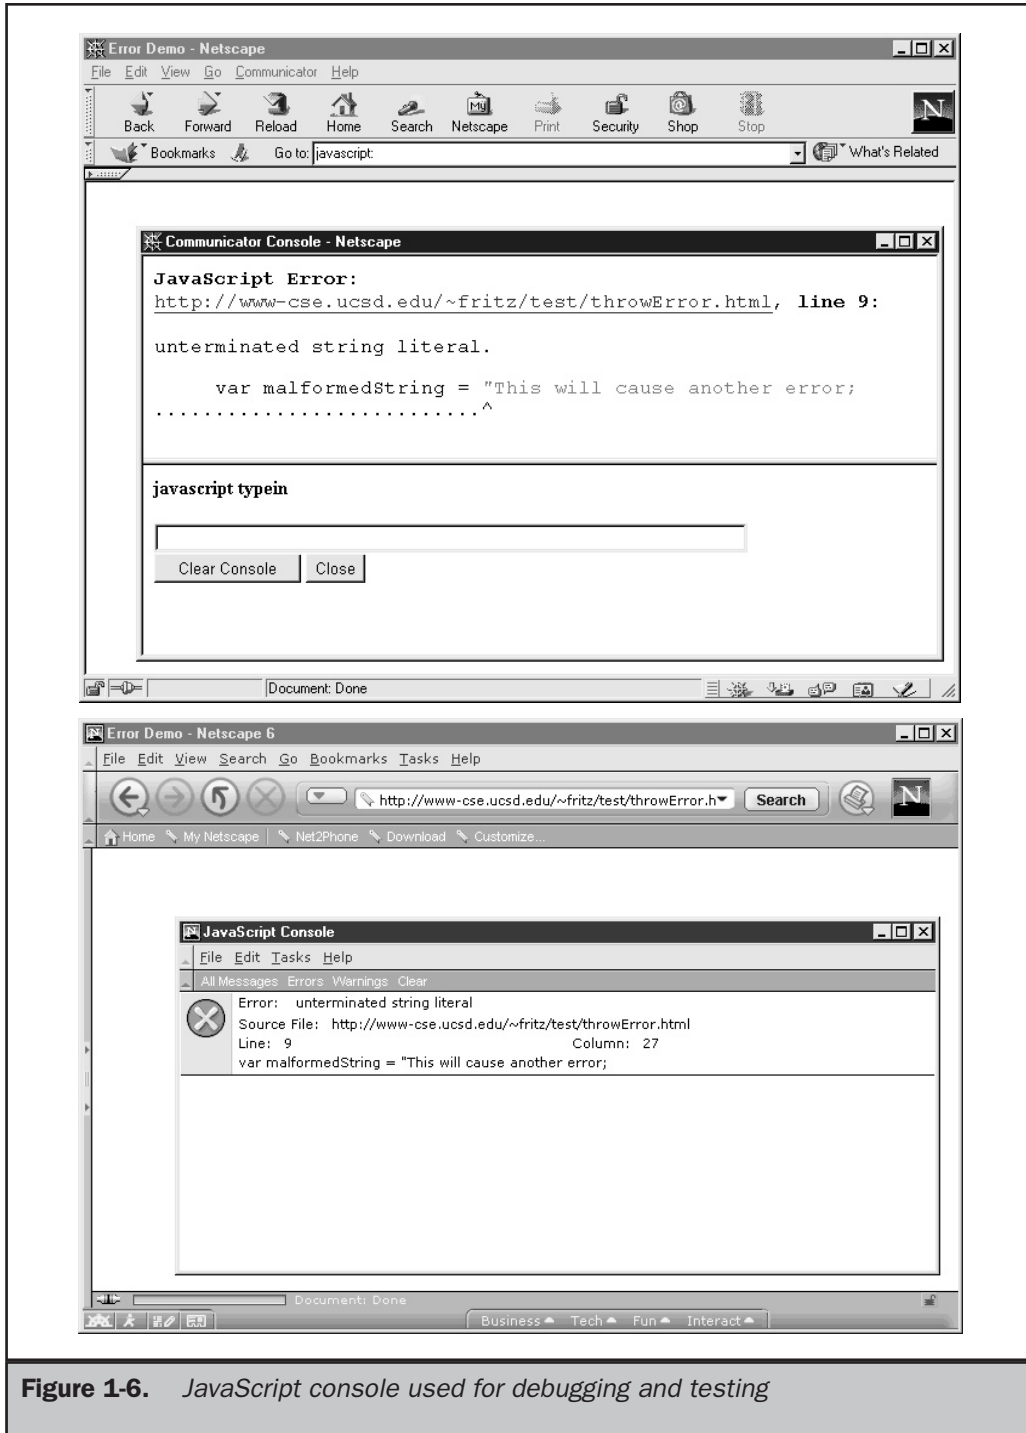 Error Demo - Netscape
File Edit View Go Communicator Help
Back Forward Reload Home Search Netscape Print Security Shop Stop
My
N
Bookmarks Go to: javascript: What's Related
Communicator Console - Netscape
JavaScript Error:
http://www-cse.ucsd.edu/~fritz/test/throwError.html, line 9:
unterminated string literal.
var malformedString = "This will cause another error;
...........................^
javascript typein
Clear Console Close
Document: Done
N Error Demo - Netscape 6
File Edit View Search Go Bookmarks Tasks Help
http://www-cse.ucsd.edu/~fritz/test/throwError.h Search N
Home My Netscape Net2Phone Download Customize...
N JavaScript Console
File Edit Tasks Help
All Messages Errors Warnings Clear
Error: unterminated string literal
Source File: http://www-cse.ucsd.edu/~fritz/test/throwError.html
Line: 9 Column: 27
var malformedString = "This will cause another error;
Document: Done
Business Tech Fun Interact
Figure 1-6. JavaScript console used for debugging and testing